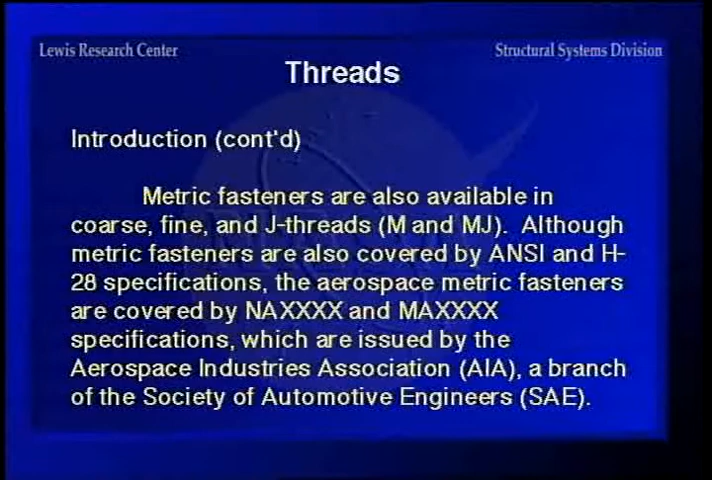 Lewis Research Center
Structural Systems Division
Threads
Introduction (cont'd)
Metric fasteners are also available in
coarse, fine, and J-threads (M and MJ). Although
metric fasteners are also covered by ANSI and H-
28 specifications, the aerospace metric fasteners
are covered by NAXXXX and MAXXXX
specifications, which are issued by the
Aerospace Industries Association (AIA), a branch
of the Society of Automotive Engineers (SAE).